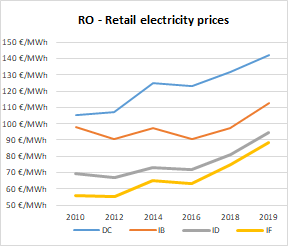 RO - Retail electricity prices
150 €/MWh
140 €/MWh
130 €/MWh
120 €/MWh
110 €/MWh
100 €/MWh
90 €/MWh
80 €/MWh
70 €/MWh
60 €/MWh
50 €/MWh
2010 2012 2014 2016 2018 2019
DC IB ID IF